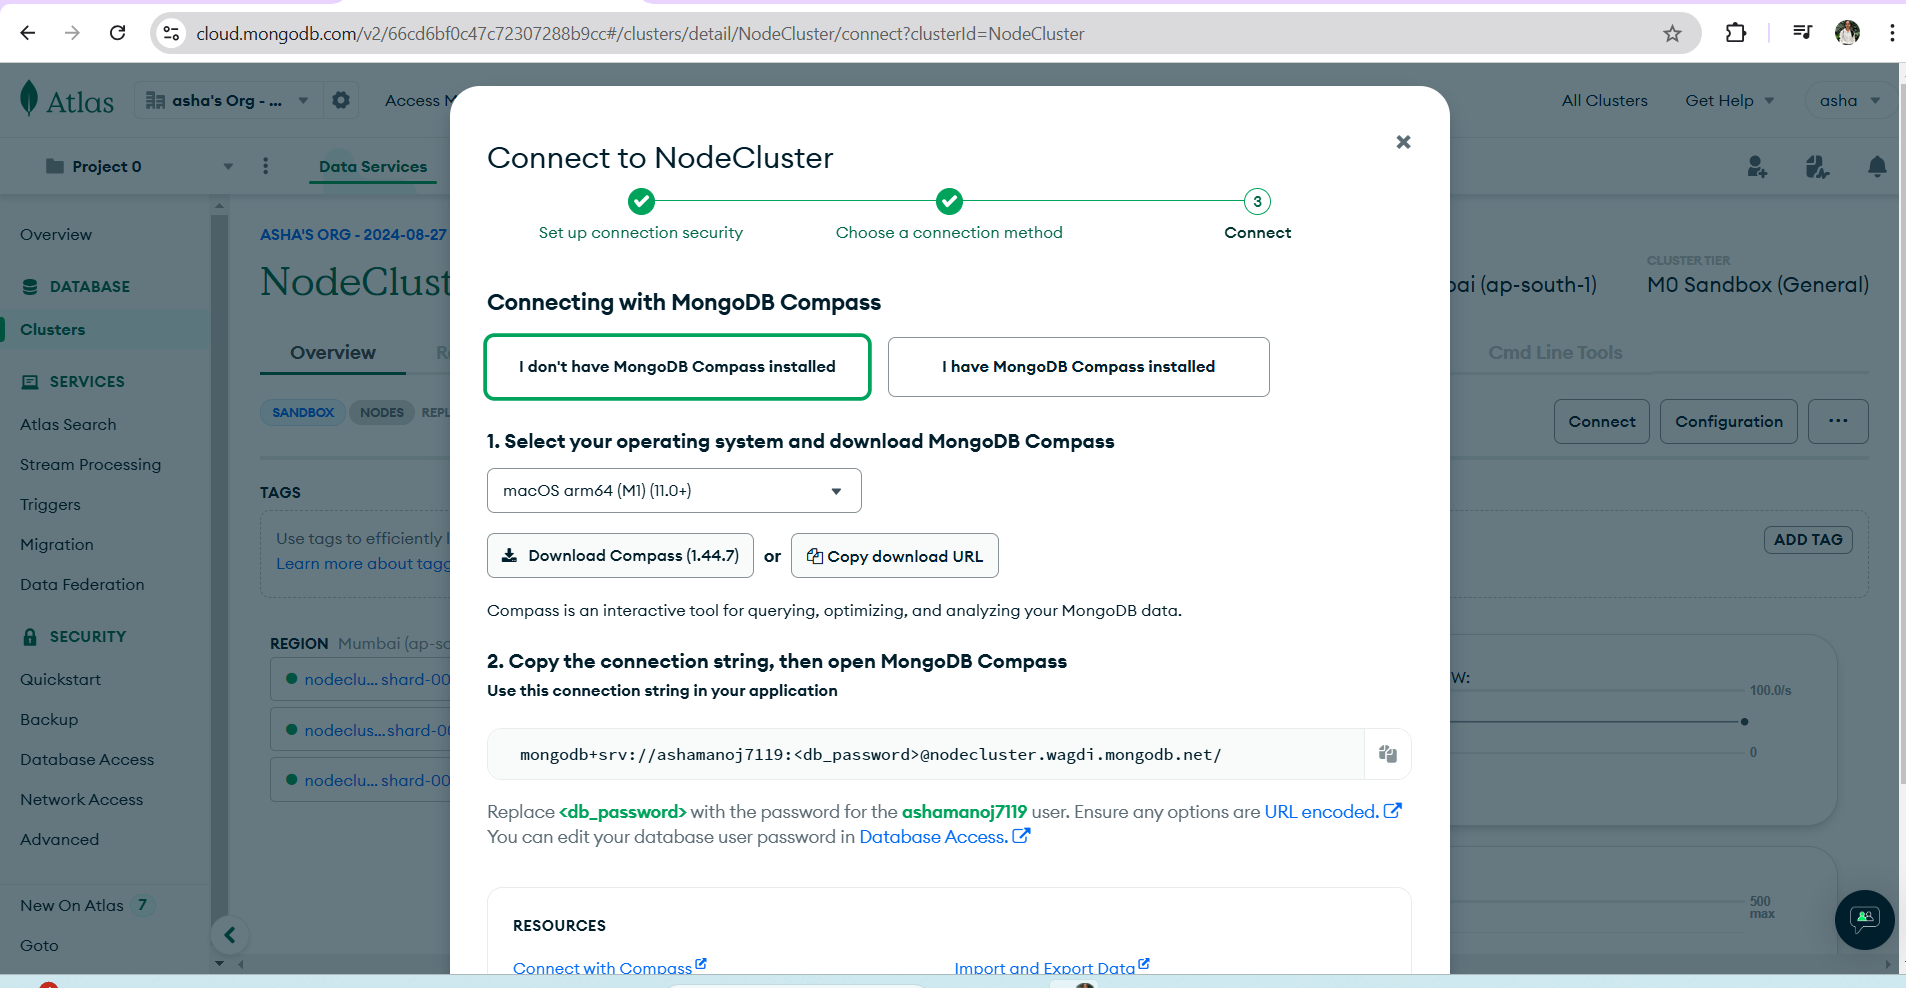 cloud.mongodb.com/v2/66cd6bf0c47c72307288b9cc#/clusters/detail/NodeCluster/connect?clusterId=NodeCluster
Atlas
asha's Org - ...
Access M
All Clusters
Get Help
asha
Project 0
Data Services
Overview
DATABASE
Clusters
SERVICES
Atlas Search
Stream Processing
Triggers
Migration
Data Federation
SECURITY
Quickstart
Backup
Database Access
Network Access
Advanced
New On Atlas 7
Goto
ASHA'S ORG - 2024-08-27
NodeClust
Overview
R
SANDBOX
NODES
REPL
TAGS
Use tags to efficiently l
Learn more about tagg
REGION Mumbai (ap-so
nodeclu... shard-00
nodeclus...shard-00
nodeclu... shard-00
Connect to NodeCluster
Set up connection security
Choose a connection method
3
Connect
Connecting with MongoDB Compass
I don't have MongoDB Compass installed
I have MongoDB Compass installed
1. Select your operating system and download MongoDB Compass
macOS arm64 (M1) (11.0+)
Download Compass (1.44.7)
or
Copy download URL
Compass is an interactive tool for querying, optimizing, and analyzing your MongoDB data.
2. Copy the connection string, then open MongoDB Compass
Use this connection string in your application
mongodb+srv://ashamanoj7119:<db_password>@nodecluster.wagdi.mongodb.net/
Replace <db_password> with the password for the ashamanoj7119 user. Ensure any options are URL encoded.
You can edit your database user password in Database Access.
RESOURCES
Connect with Compass
Import and Export Data
bai (ap-south-1)
CLUSTER TIER
M0 Sandbox (General)
Cmd Line Tools
Connect
Configuration
...
ADD TAG
W:
100.0/s
0
500
max